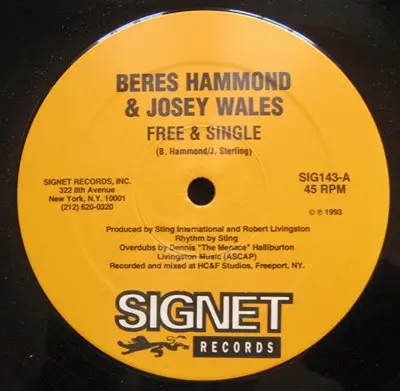 BERES HAMMOND
& JOSEY WALES
FREE & SINGLE
(B. Hammond/J. Sterling)
SIGNET RECORDS, INC.
322 8th Avenue
New York, N.Y. 10001
(212) 620-0320
SIG143-A
45 RPM
© ℗ 1993
Produced by Sting International and Robert Livingston
Rhythm by Sting
Overdubs by Dennis "The Menace" Halliburton
Livingston Music (ASCAP)
Recorded and mixed at HC&F Studios, Freeport, NY.
SIGNET
RECORDS